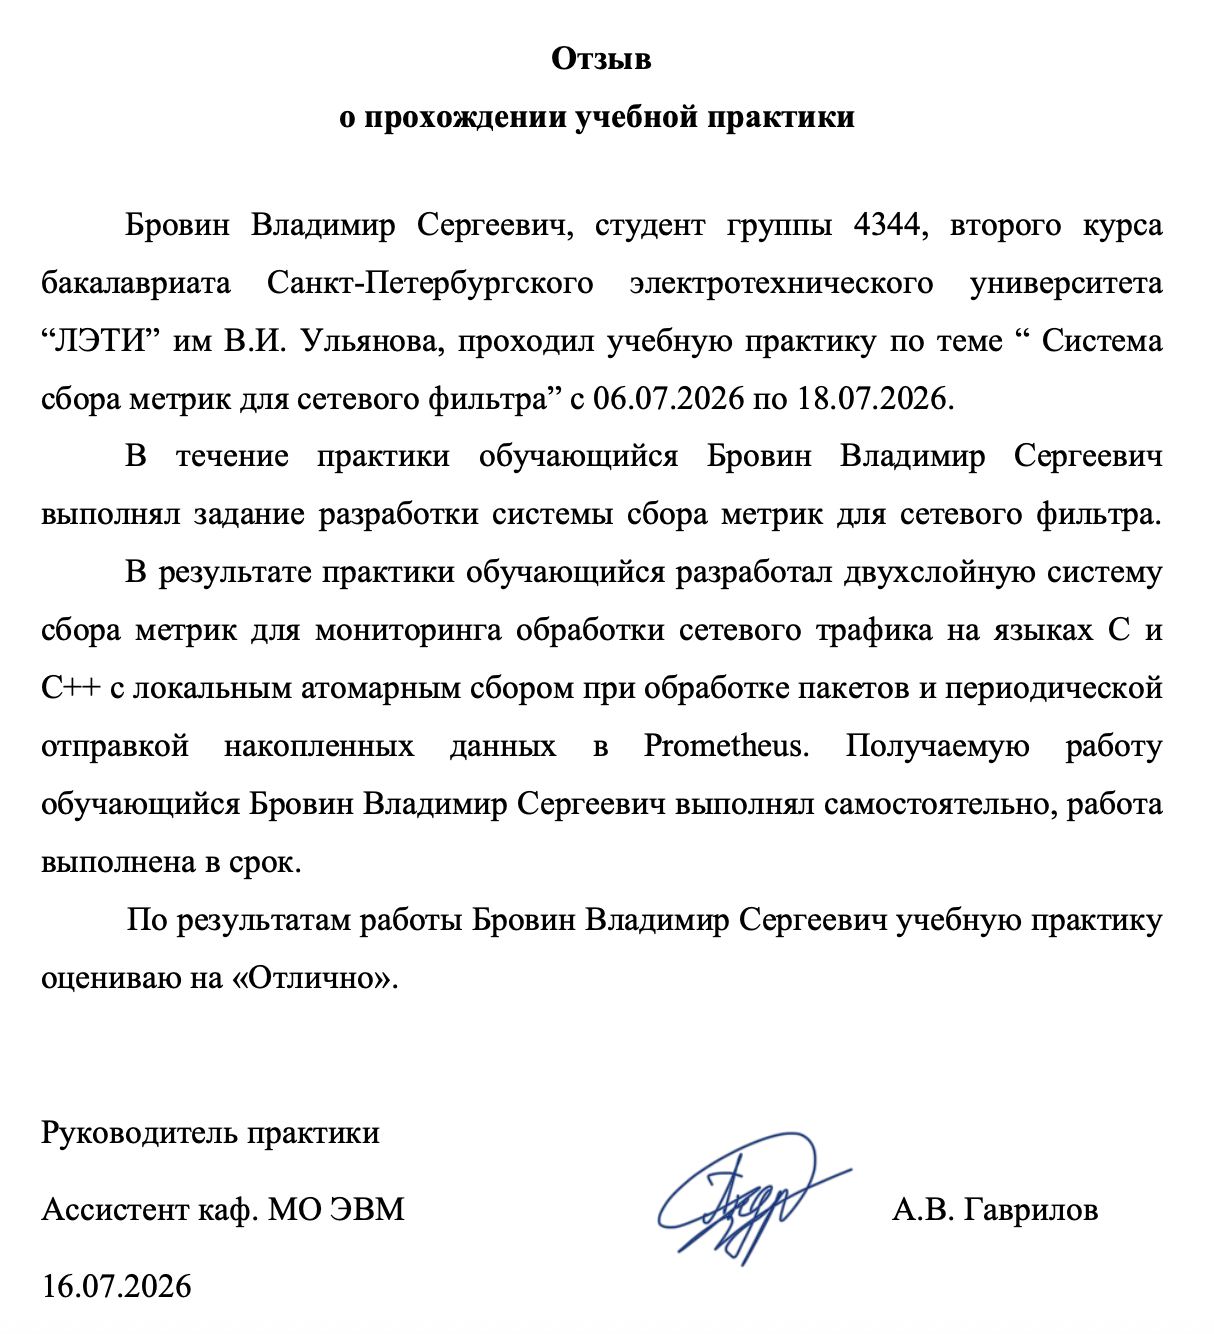 Отзыв
о прохождении учебной практики
Бровин Владимир Сергеевич, студент группы 4344, второго курса
бакалавриата Санкт-Петербургского электротехнического университета
“ЛЭТИ” им В.И. Ульянова, проходил учебную практику по теме “ Система
сбора метрик для сетевого фильтра” с 06.07.2026 по 18.07.2026.
В течение практики обучающийся Бровин Владимир Сергеевич
выполнял задание разработки системы сбора метрик для сетевого фильтра.
В результате практики обучающийся разработал двухслойную систему
сбора метрик для мониторинга обработки сетевого трафика на языках C и
C++ с локальным атомарным сбором при обработке пакетов и периодической
отправкой накопленных данных в Prometheus. Получаемую работу
обучающийся Бровин Владимир Сергеевич выполнял самостоятельно, работа
выполнена в срок.
По результатам работы Бровин Владимир Сергеевич учебную практику
оцениваю на «Отлично».
Руководитель практики
Ассистент каф. МО ЭВМ
А.В. Гаврилов
16.07.2026